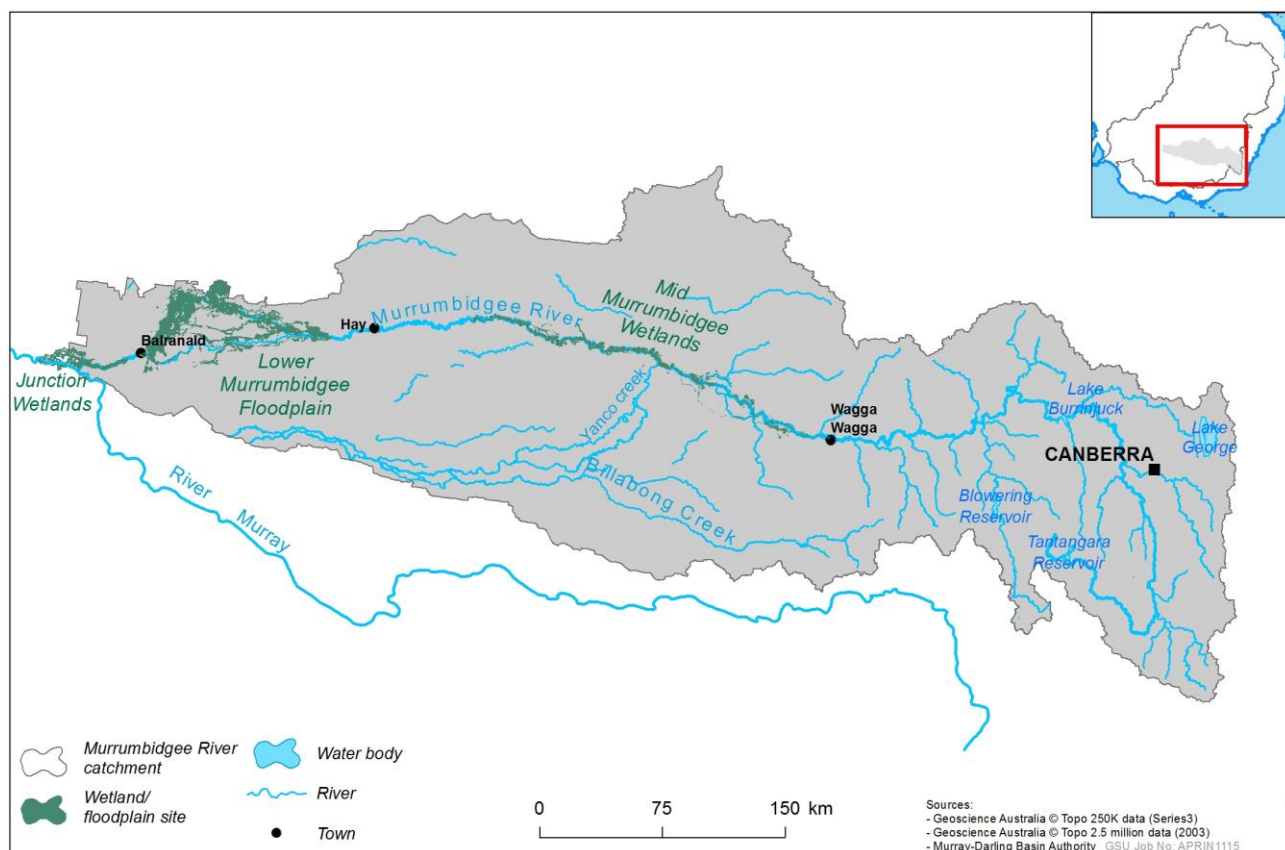 Mid
Murrumbidgee
Wetlands
Murrumbidgee River
Hay
Balranald
Lower
Murrumbidgee
Floodplain
Junction
Wetlands
Yanco creek
Billabong Creek
Wagga
Wagga
Lake
Burrinjuck
Lake
George
CANBERRA
Blowering
Reservoir
Tantangara
Reservoir
River
Murray
Murrumbidgee River
catchment
Wetland/
floodplain site
Water body
River
Town
0 75 150 km
Sources:
- Geoscience Australia © Topo 250K data (Series3)
- Geoscience Australia © Topo 2.5 million data (2003)
- Murray-Darling Basin Authority GSU Job No: APRIN1115